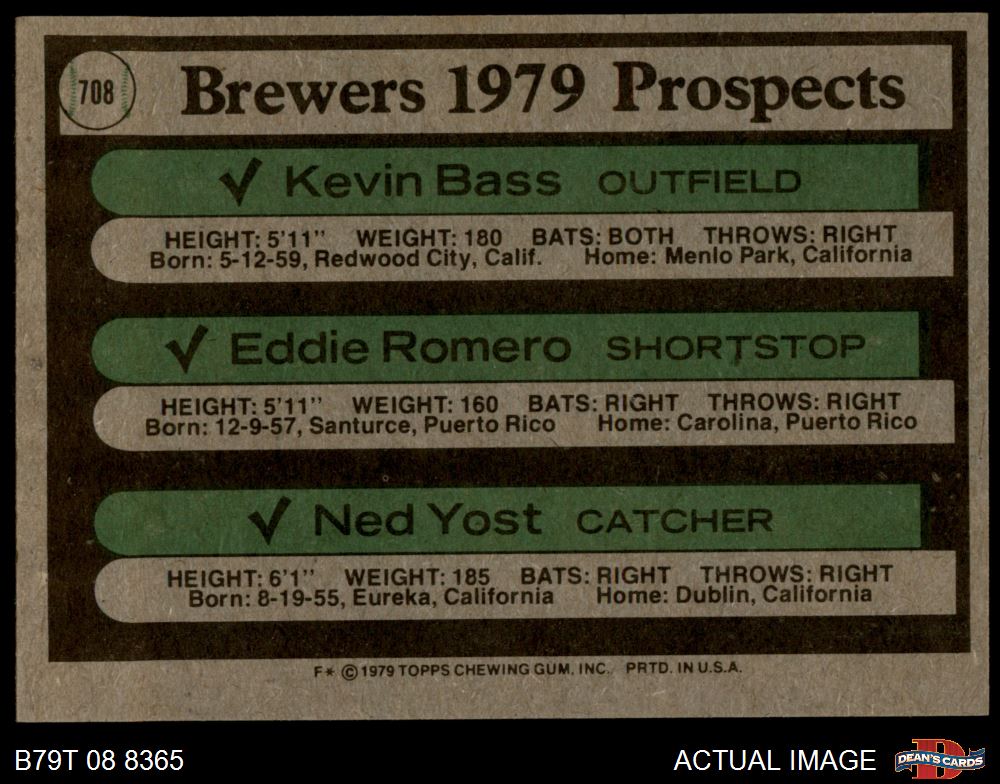 708
Brewers 1979 Prospects
✓ Kevin Bass OUTFIELD
HEIGHT: 5'11" WEIGHT: 180 BATS: BOTH THROWS: RIGHT
Born: 5-12-59, Redwood City, Calif. Home: Menlo Park, California
✓ Eddie Romero SHORTSTOP
HEIGHT: 5'11" WEIGHT: 160 BATS: RIGHT THROWS: RIGHT
Born: 12-9-57, Santurce, Puerto Rico Home: Carolina, Puerto Rico
✓ Ned Yost CATCHER
HEIGHT: 6'1" WEIGHT: 185 BATS: RIGHT THROWS: RIGHT
Born: 8-19-55, Eureka, California Home: Dublin, California
F* © 1979 TOPPS CHEWING GUM, INC. PRTD. IN U.S.A.
B79T 08 8365 ACTUAL IMAGE
D
DEAN'S CARDS